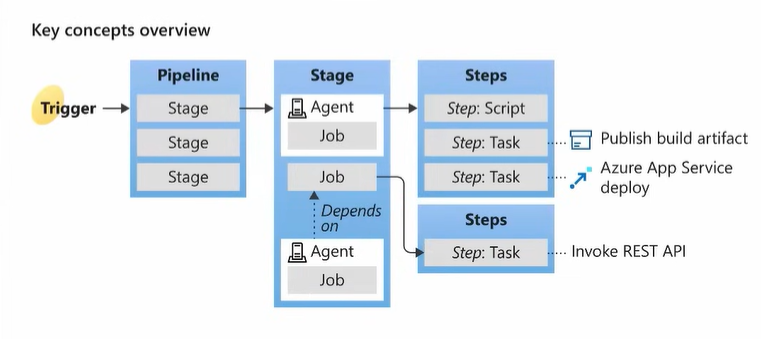 Key concepts overview
Trigger
Pipeline
Stage
Stage
Stage
Stage
Agent
Job
Job
Depends
on
Agent
Job
Steps
Step: Script
Step: Task
Publish build artifact
Step: Task
Azure App Service
deploy
Steps
Step: Task
Invoke REST API